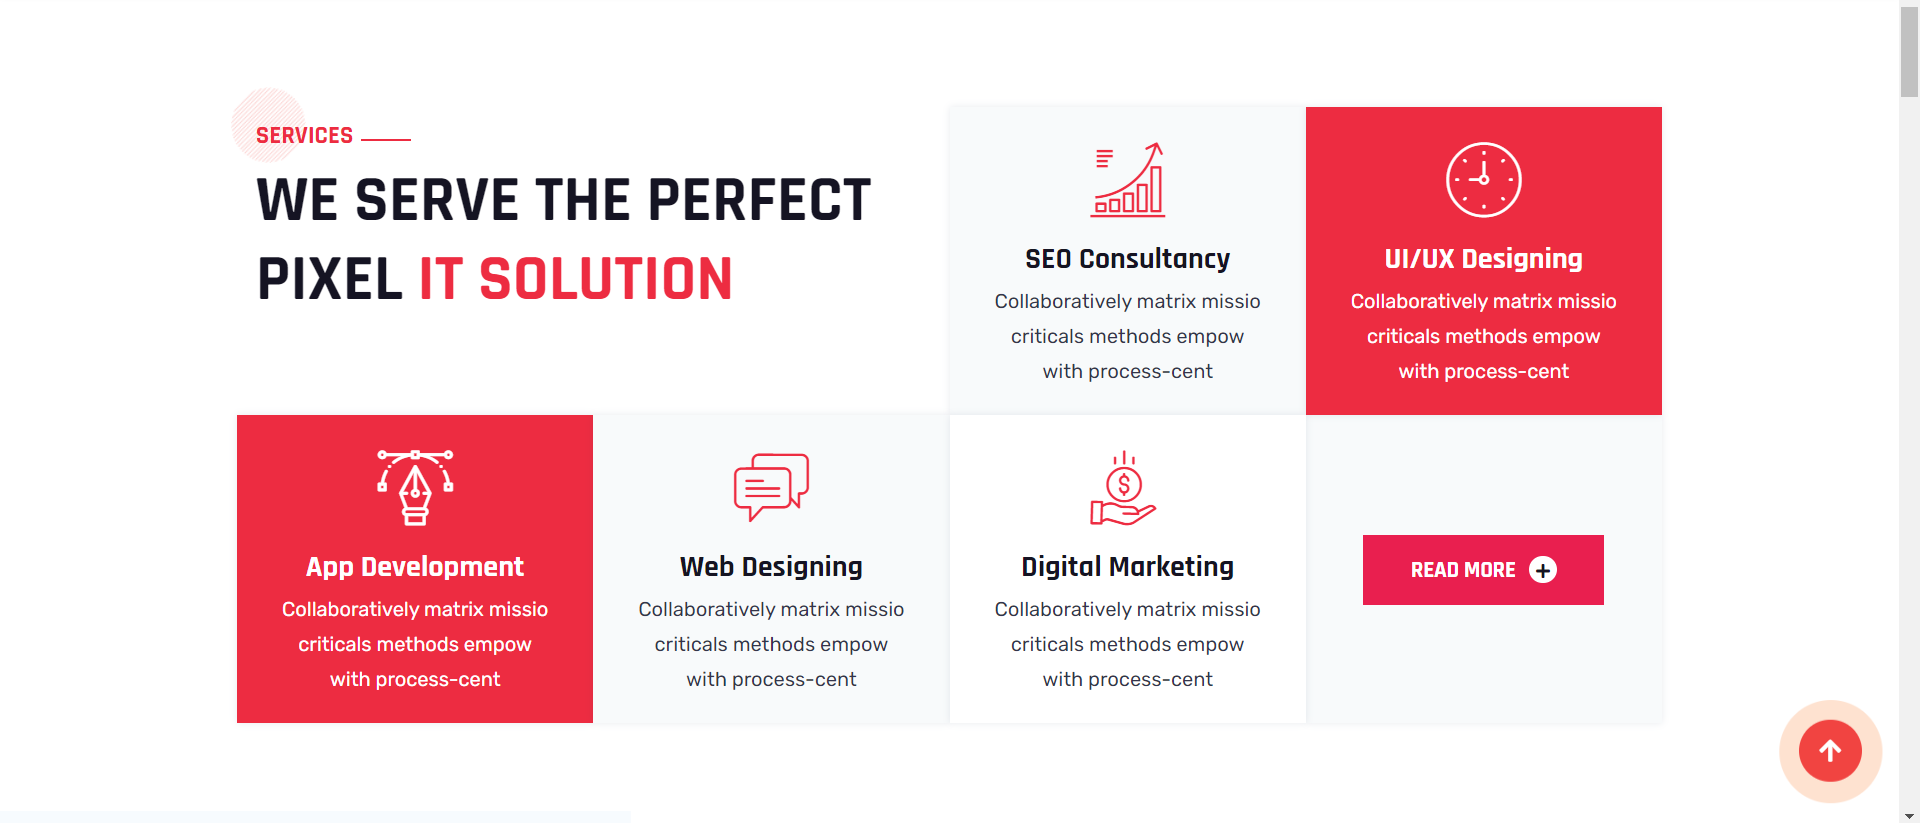 SERVICES
WE SERVE THE PERFECT
PIXEL IT SOLUTION
SEO Consultancy
Collaboratively matrix missio
criticals methods empow
with process-cent
UI/UX Designing
Collaboratively matrix missio
criticals methods empow
with process-cent
App Development
Collaboratively matrix missio
criticals methods empow
with process-cent
Web Designing
Collaboratively matrix missio
criticals methods empow
with process-cent
Digital Marketing
Collaboratively matrix missio
criticals methods empow
with process-cent
READ MORE